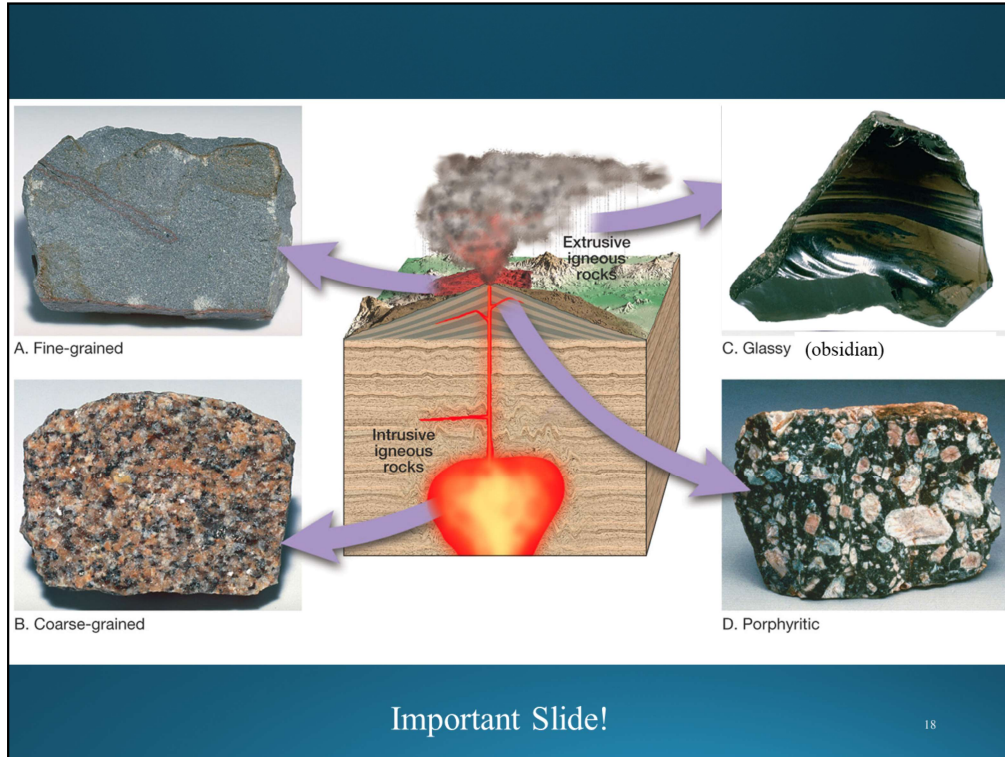 Extrusive
igneous
rocks
A. Fine-grained
C. Glassy (obsidian)
Intrusive
igneous
rocks
B. Coarse-grained
D. Porphyritic
Important Slide!
18